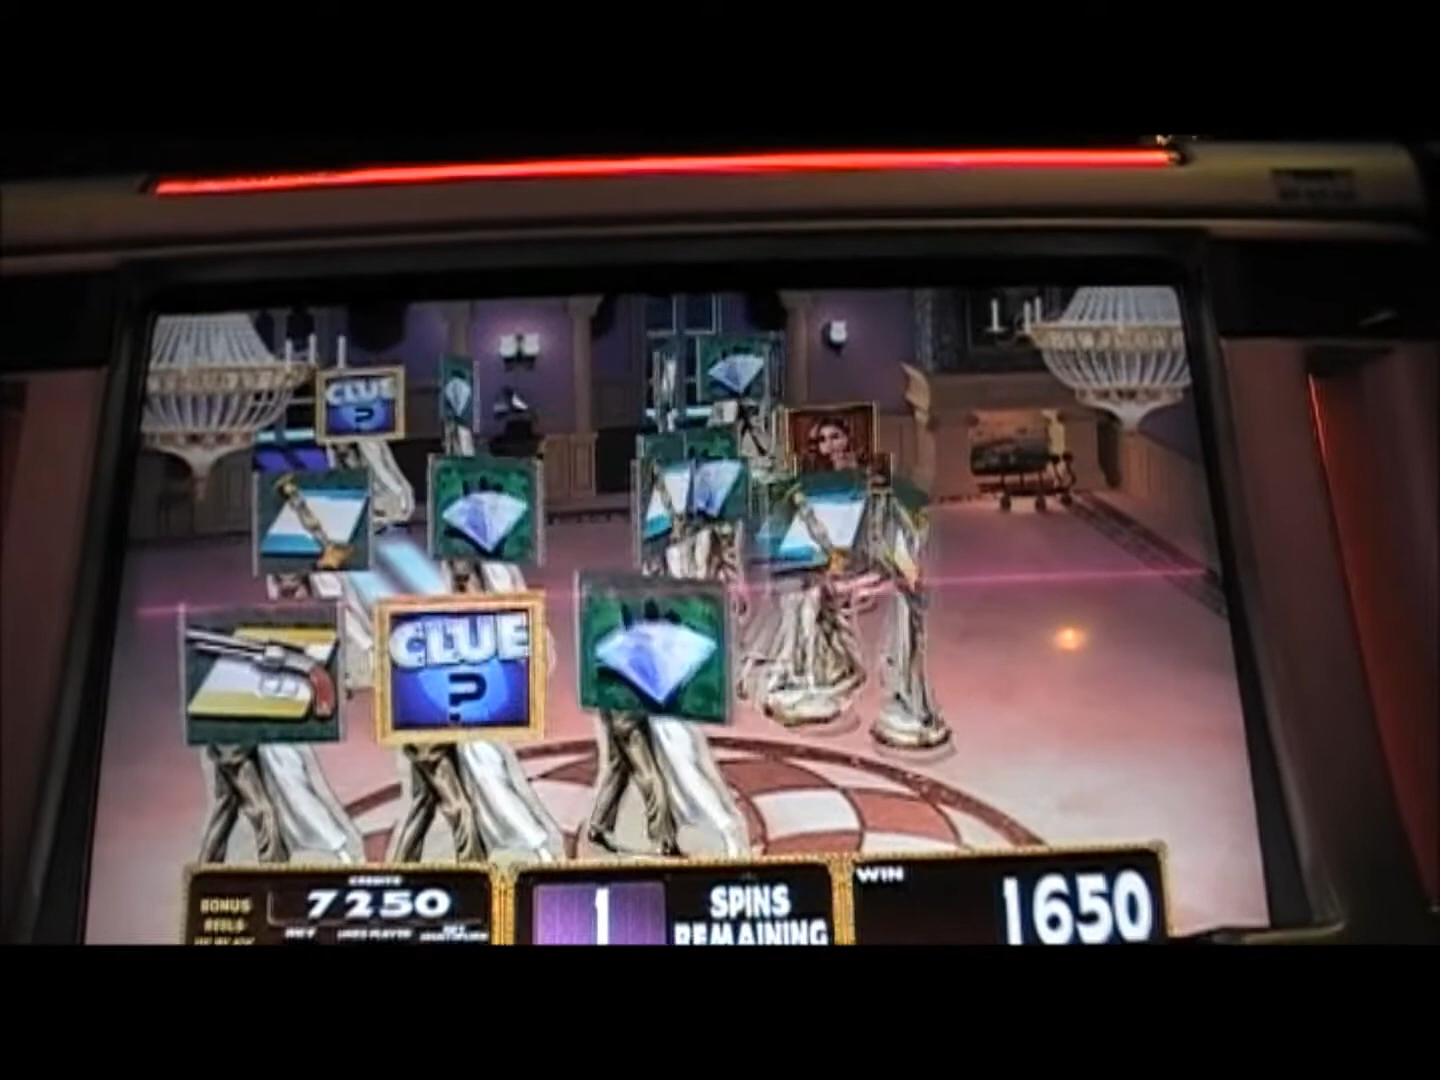 CLUE
?
CLUE
?
CREDITS
7250
BONUS
REELS
1
SPINS
REMAINING
WIN
1650